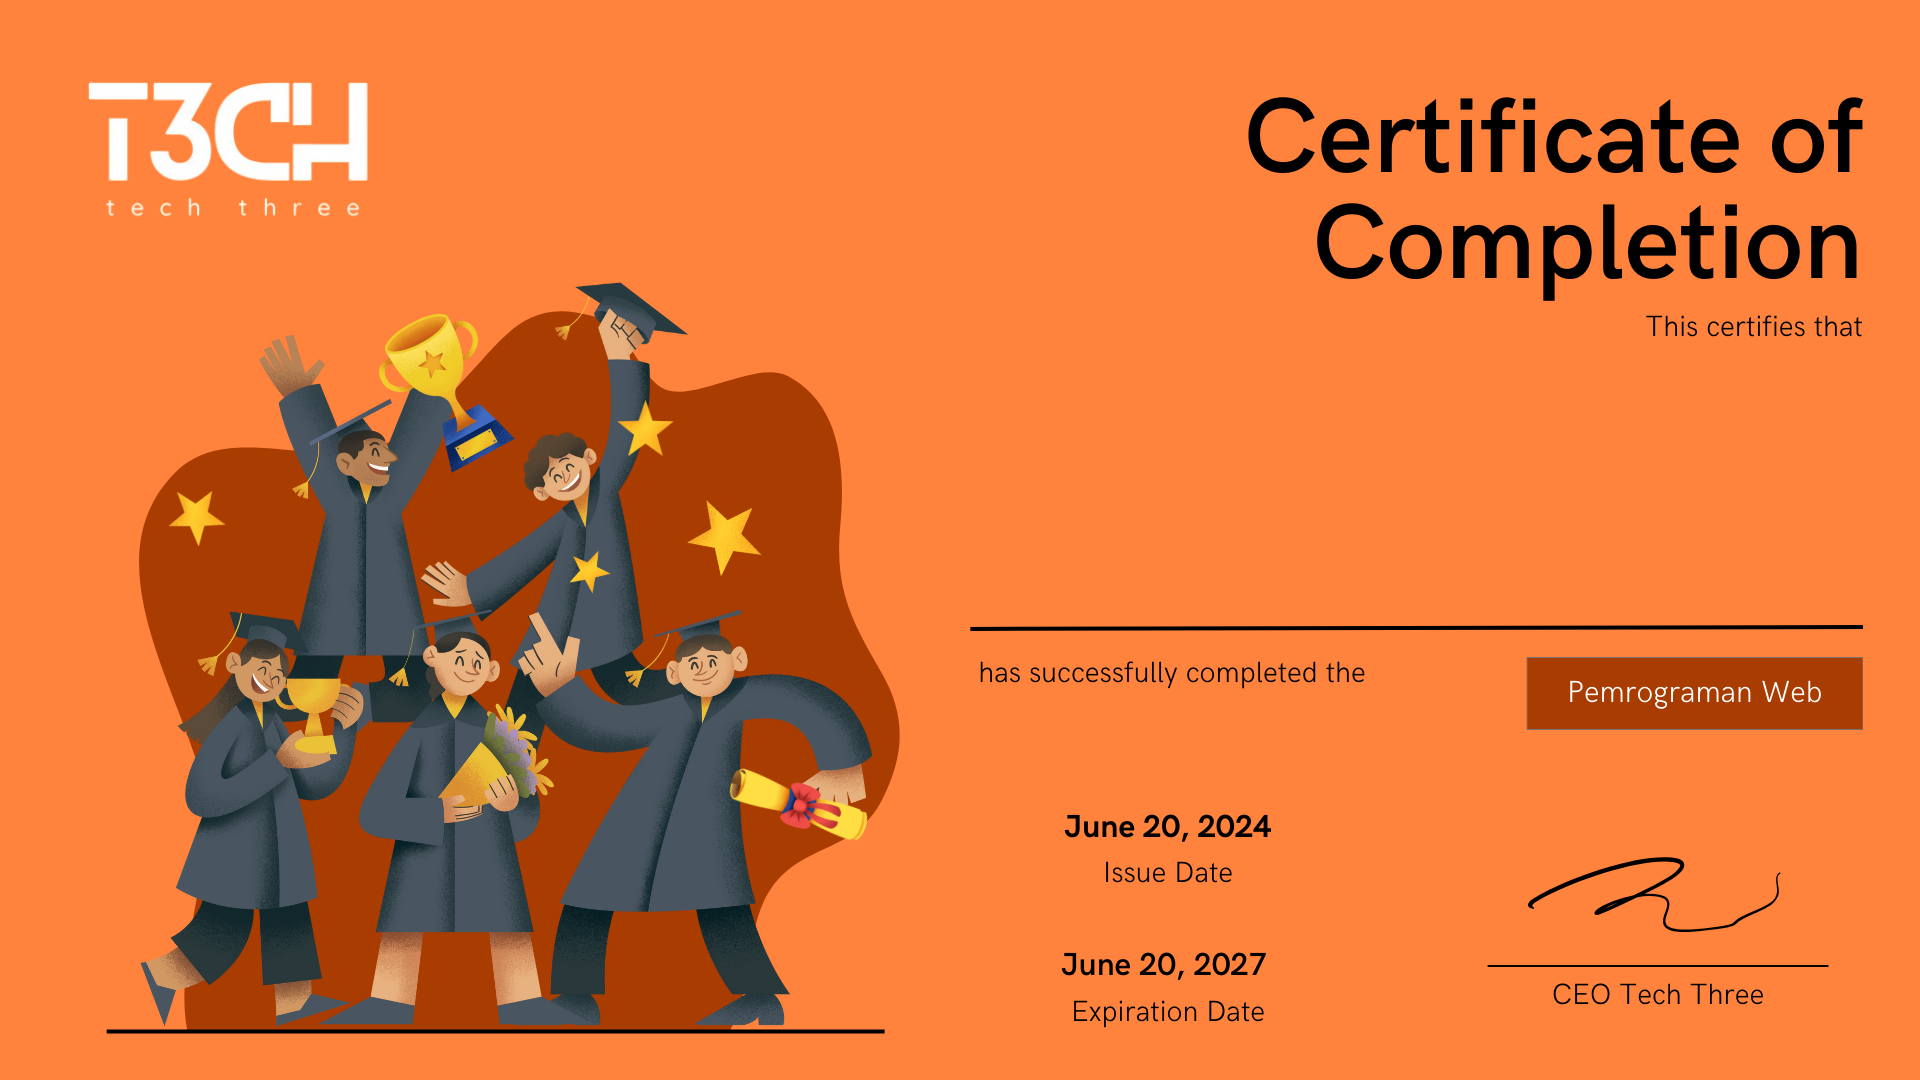 T3CH
tech three
Certificate of
Completion
This certifies that
has successfully completed the
Pemrograman Web
June 20, 2024
Issue Date
June 20, 2027
Expiration Date
CEO Tech Three